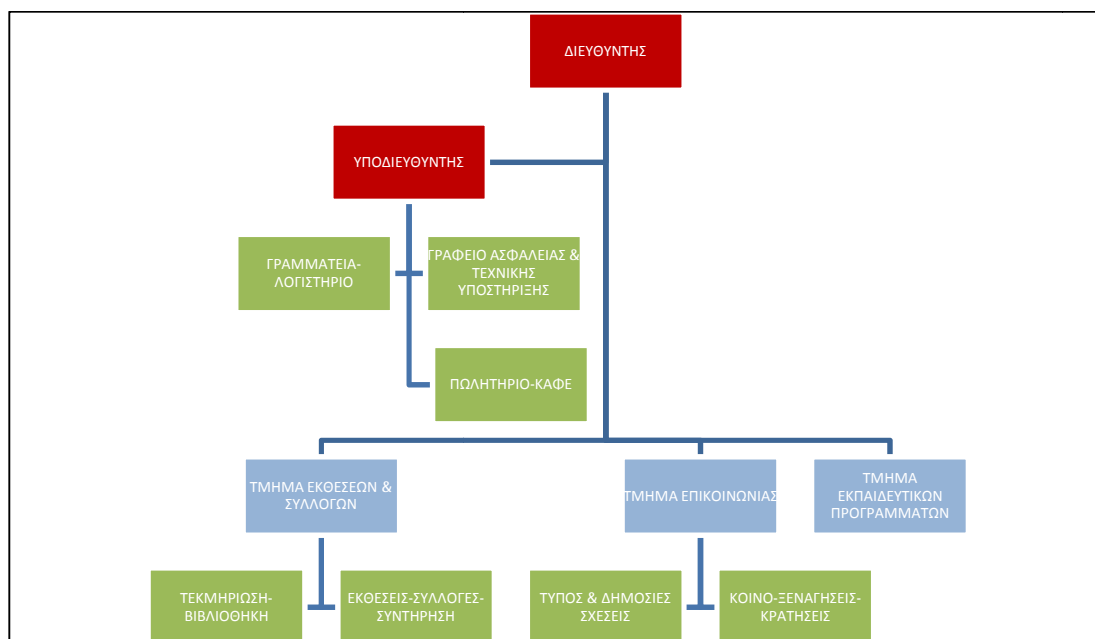 ΔΙΕΥΘΥΝΤΗΣ
ΥΠΟΔΙΕΥΘΥΝΤΗΣ
ΓΡΑΜΜΑΤΕΙΑ-
ΛΟΓΙΣΤΗΡΙΟ
ΓΡΑΦΕΙΟ ΑΣΦΑΛΕΙΑΣ &
ΤΕΧΝΙΚΗΣ
ΥΠΟΣΤΗΡΙΞΗΣ
ΠΩΛΗΤΗΡΙΟ-ΚΑΦΕ
ΤΜΗΜΑ ΕΚΘΕΣΕΩΝ &
ΣΥΛΛΟΓΩΝ
ΤΜΗΜΑ ΕΠΙΚΟΙΝΩΝΙΑΣ
ΤΜΗΜΑ
ΕΚΠΑΙΔΕΥΤΙΚΩΝ
ΠΡΟΓΡΑΜΜΑΤΩΝ
ΤΕΚΜΗΡΙΩΣΗ-
ΒΙΒΛΙΟΘΗΚΗ
ΕΚΘΕΣΕΙΣ-ΣΥΛΛΟΓΕΣ-
ΣΥΝΤΗΡΗΣΗ
ΤΥΠΟΣ & ΔΗΜΟΣΙΕΣ
ΣΧΕΣΕΙΣ
ΚΟΙΝΟ-ΞΕΝΑΓΗΣΕΙΣ-
ΚΡΑΤΗΣΕΙΣ